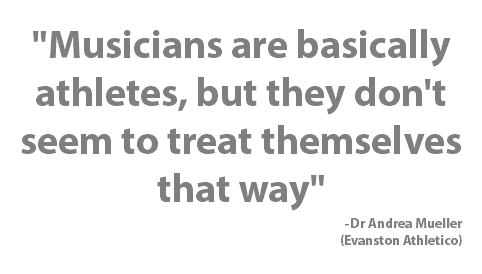 "Musicians are basically
athletes, but they don't
seem to treat themselves
that way"
-Dr Andrea Mueller
(Evanston Athletico)